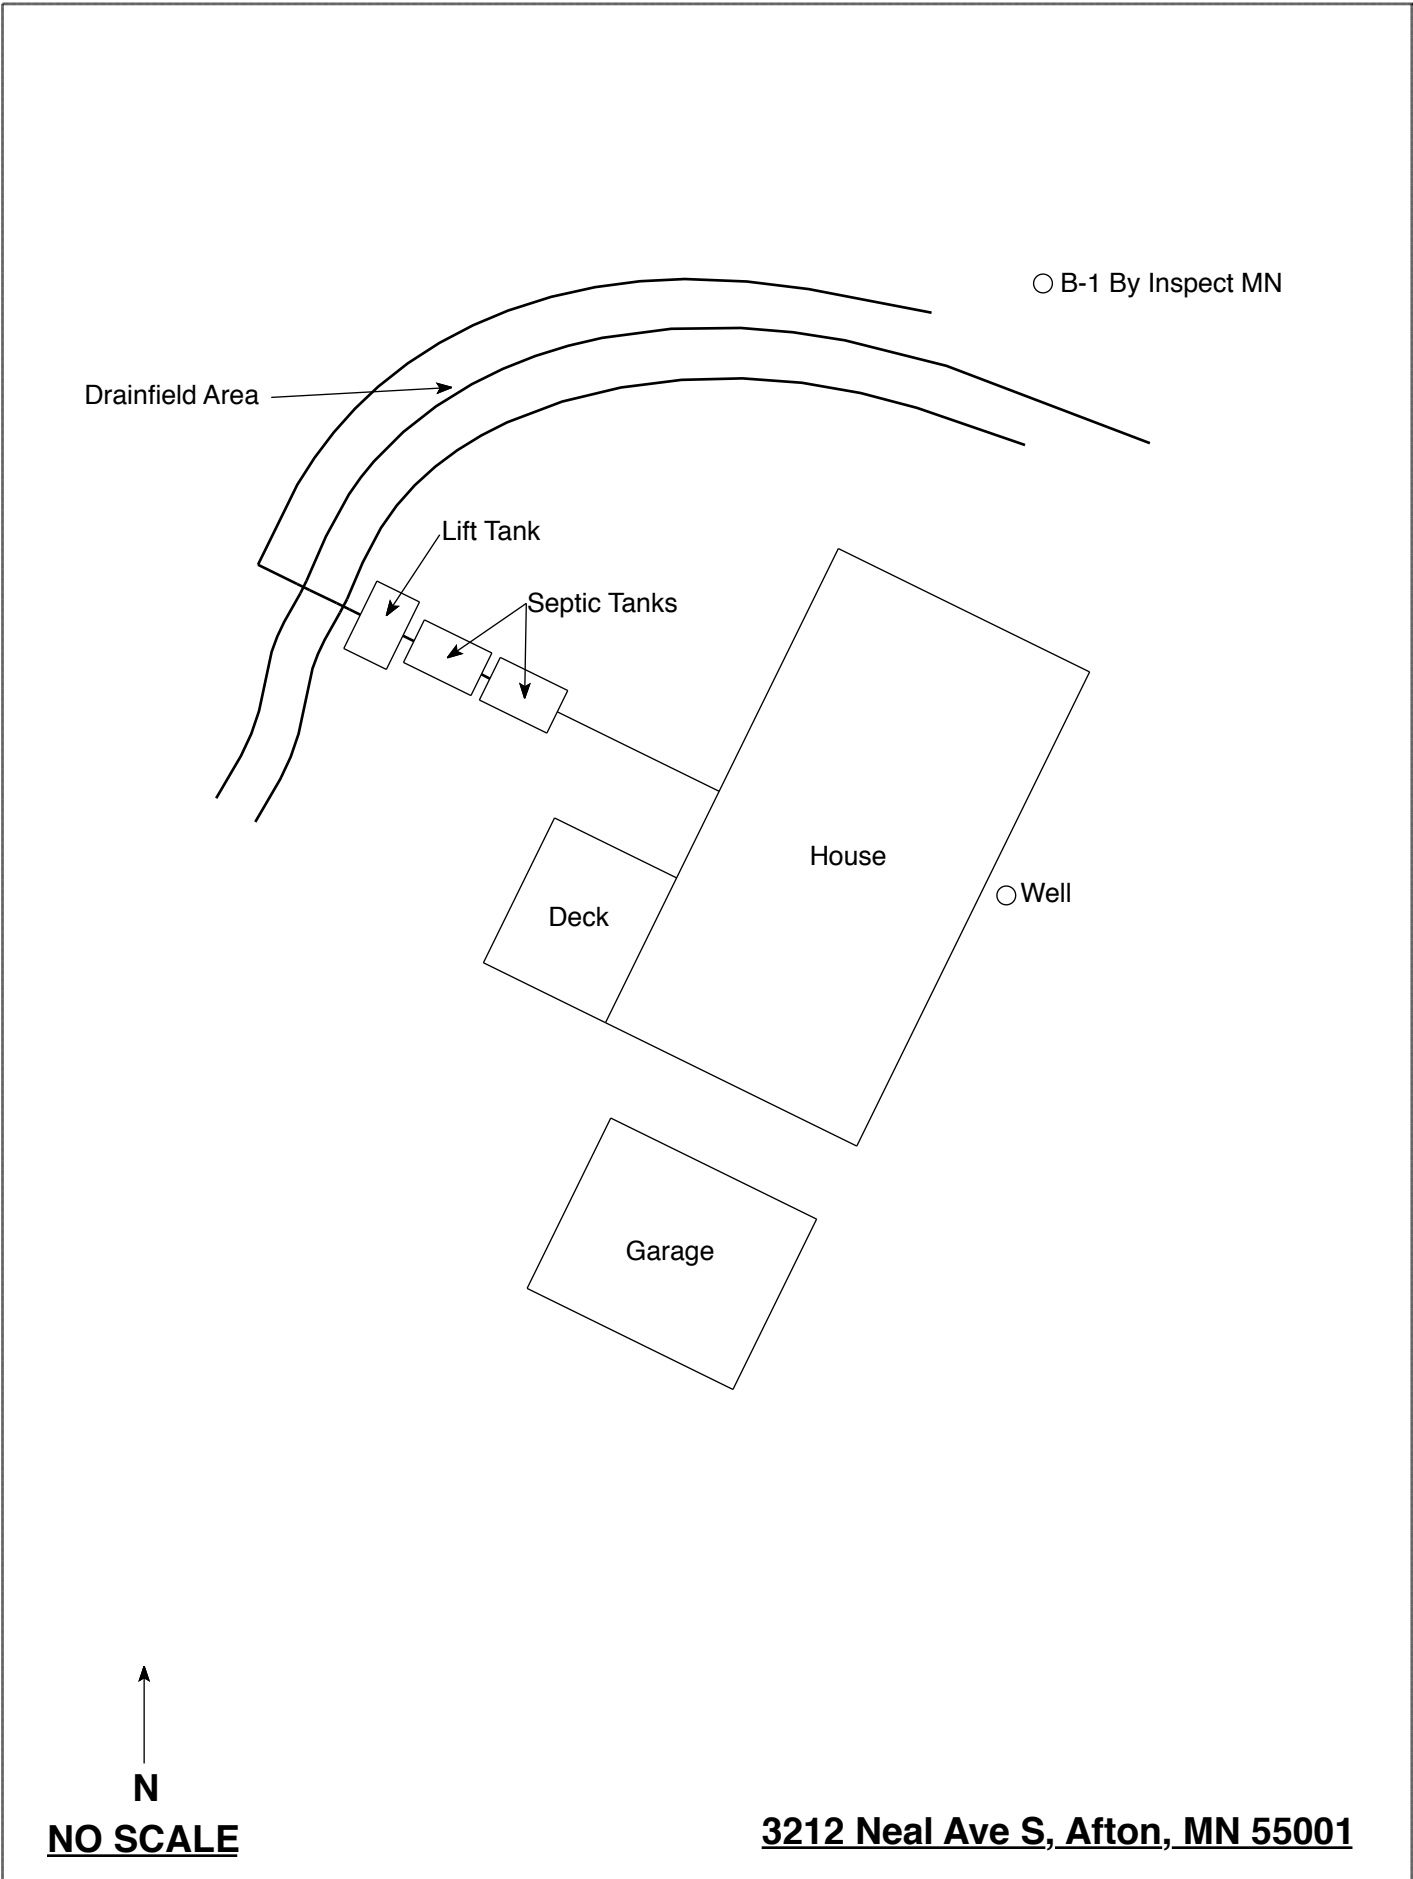 B-1 By Inspect MN
Drainfield Area
Lift Tank
Septic Tanks
House
Well
Deck
Garage
N
NO SCALE
3212 Neal Ave S, Afton, MN 55001